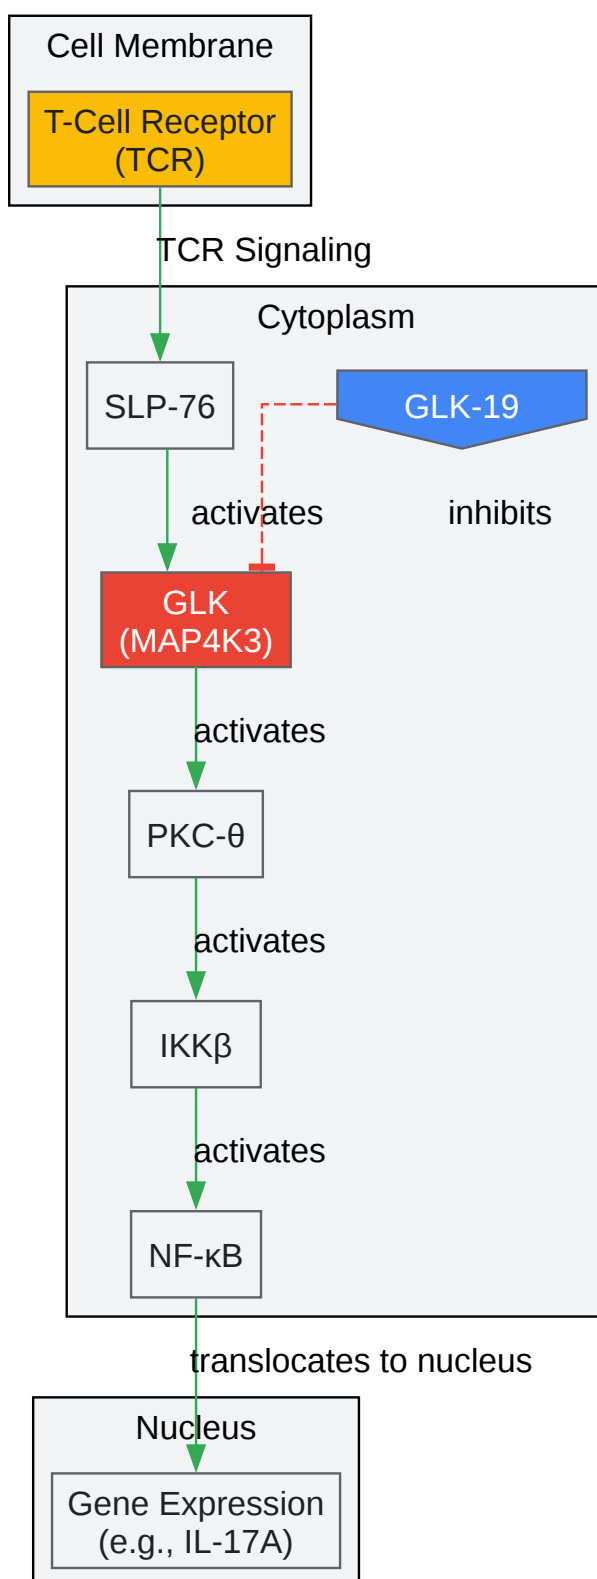 Cell Membrane
T-Cell Receptor
(TCR)
TCR Signaling
Cytoplasm
SLP-76
GLK-19
activates
inhibits
GLK
(MAP4K3)
activates
PKC-θ
activates
IKKβ
activates
NF-κB
translocates to nucleus
Nucleus
Gene Expression
(e.g., IL-17A)